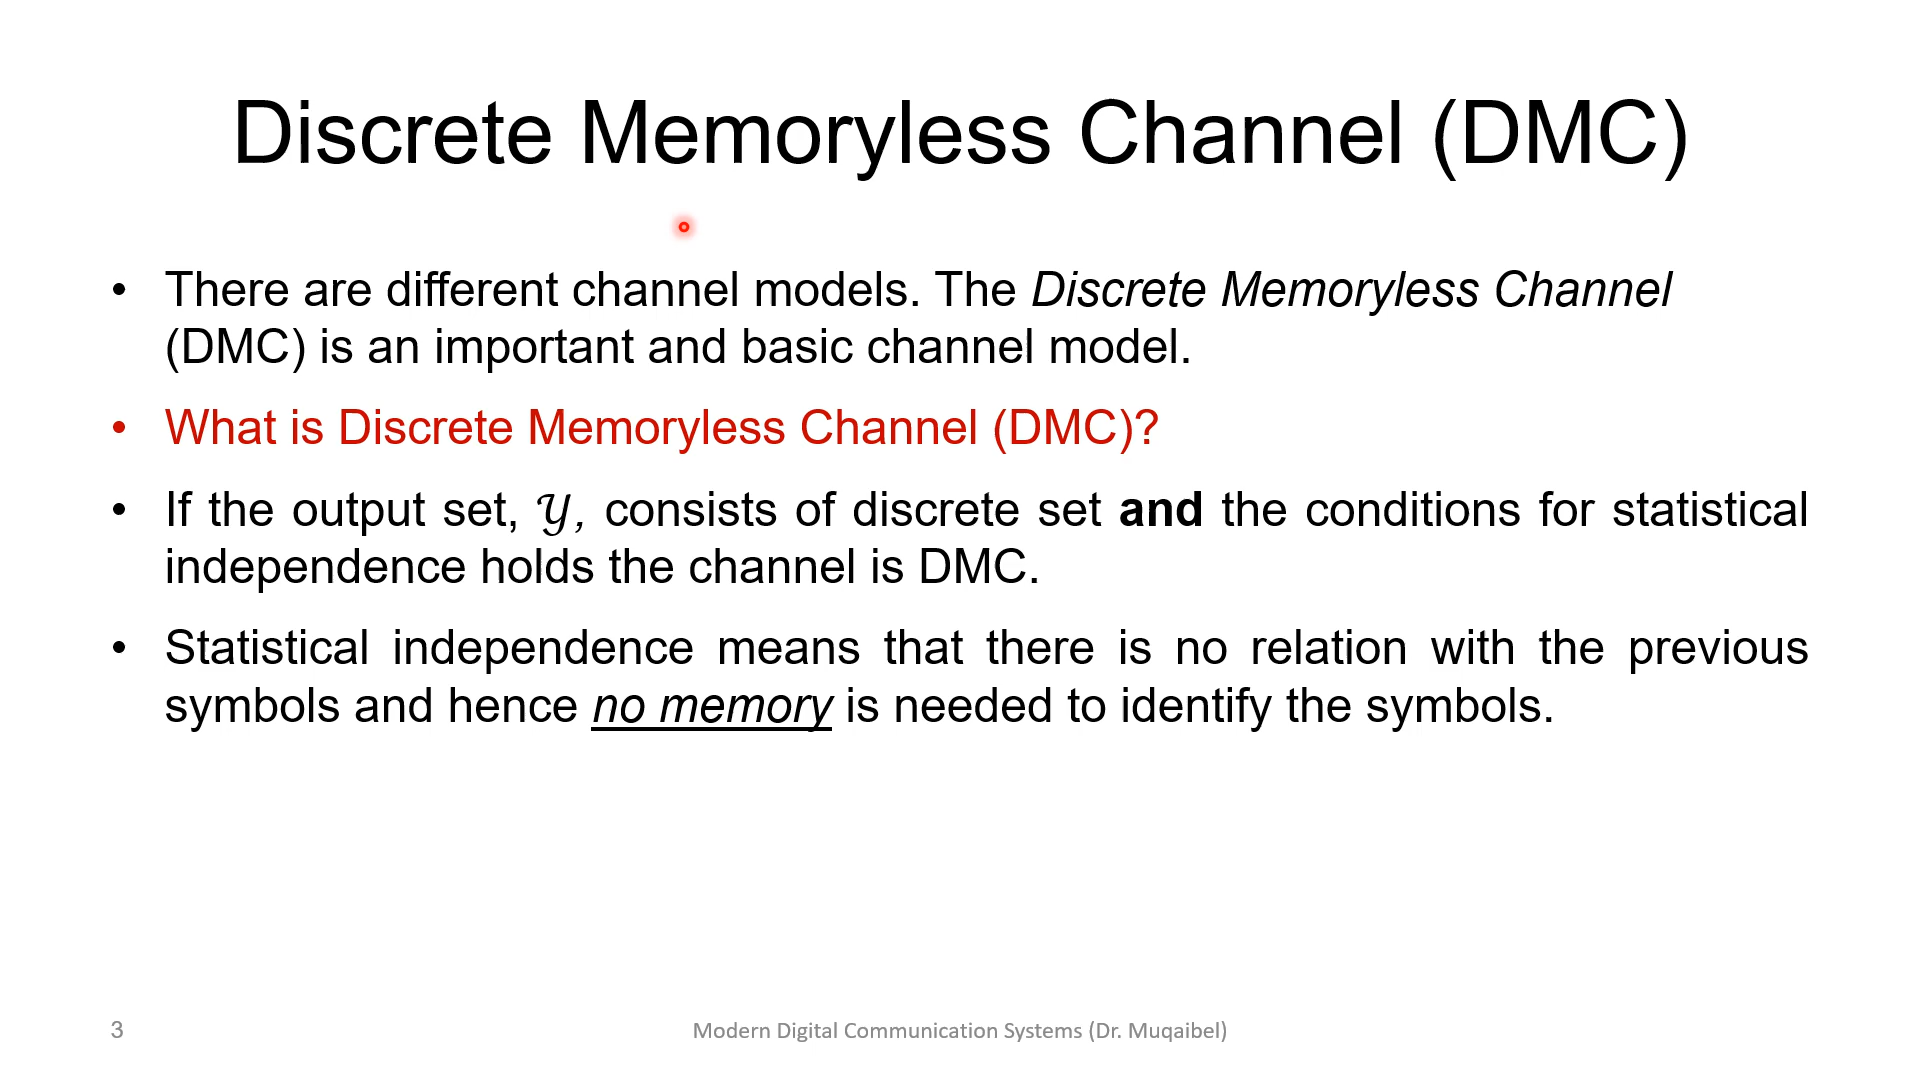 Discrete Memoryless Channel (DMC)
• There are different channel models. The Discrete Memoryless Channel
(DMC) is an important and basic channel model.
• What is Discrete Memoryless Channel (DMC)?
• If the output set, 𝒴, consists of discrete set and the conditions for statistical
independence holds the channel is DMC.
• Statistical independence means that there is no relation with the previous
symbols and hence no memory is needed to identify the symbols.
3
Modern Digital Communication Systems (Dr. Muqaibel)